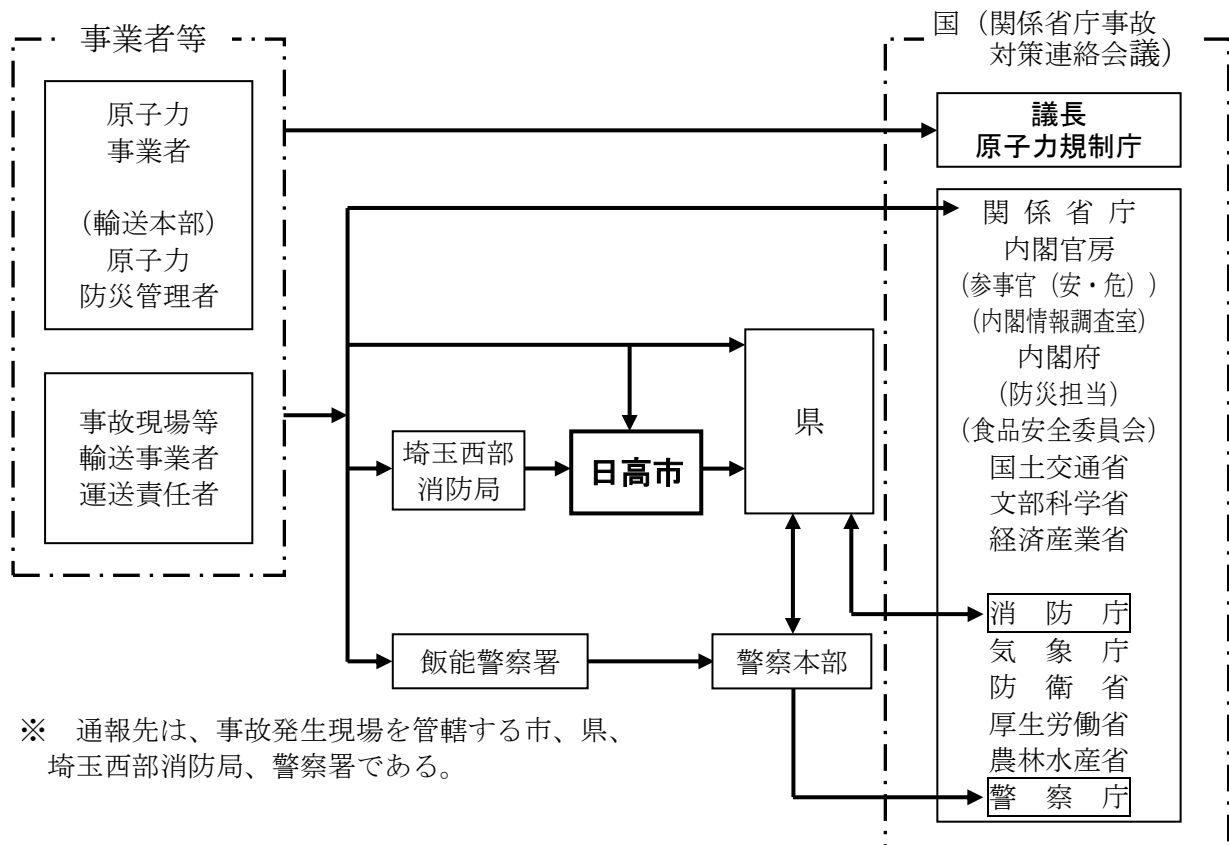 事業者等
原子力
事業者
(輸送本部)
原子力
防災管理者
事故現場等
輸送事業者
運送責任者
埼玉西部
消防局
日高市
県
飯能警察署
警察本部
国(関係省庁事故
対策連絡会議)
議長
原子力規制庁
関係省庁
内閣官房
(参事官(安・危))
(内閣情報調査室)
内閣府
(防災担当)
(食品安全委員会)
国土交通省
文部科学省
経済産業省
消防庁
気象庁
防衛省
厚生労働省
農林水産省
警察庁
※ 通報先は、事故発生現場を管轄する市、県、
埼玉西部消防局、警察署である。